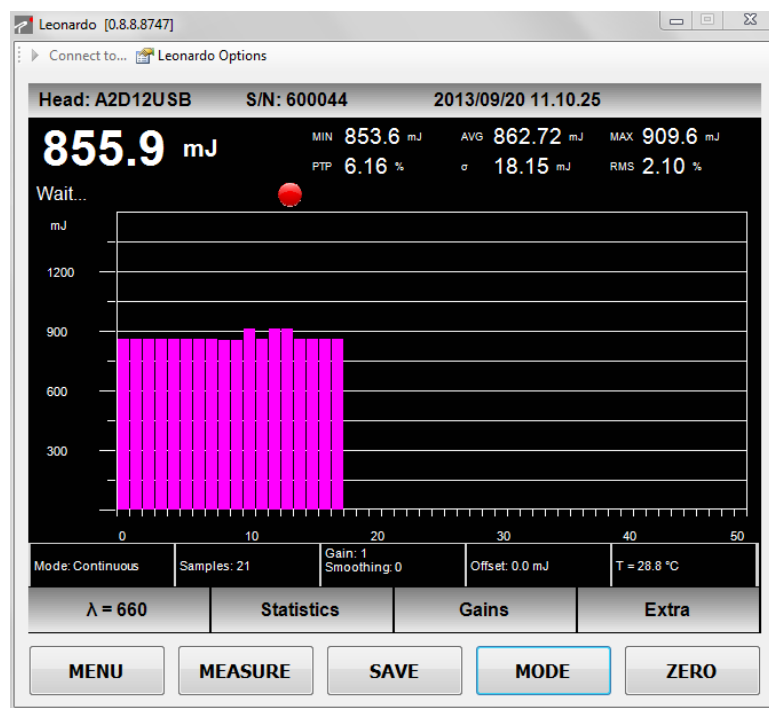 Leonardo [0.8.8.8747]
Connect to... Leonardo Options
Head: A2D12USB S/N: 600044 2013/09/20 11.10.25
855.9 mJ
MIN 853.6 mJ AVG 862.72 mJ MAX 909.6 mJ
PTP 6.16 % σ 18.15 mJ RMS 2.10 %
Wait...
mJ
1200
900
600
300
0 10 20 30 40 50
Mode: Continuous Samples: 21 Gain: 1
Smoothing: 0 Offset: 0.0 mJ T = 28.8 °C
λ = 660 Statistics Gains Extra
MENU MEASURE SAVE MODE ZERO